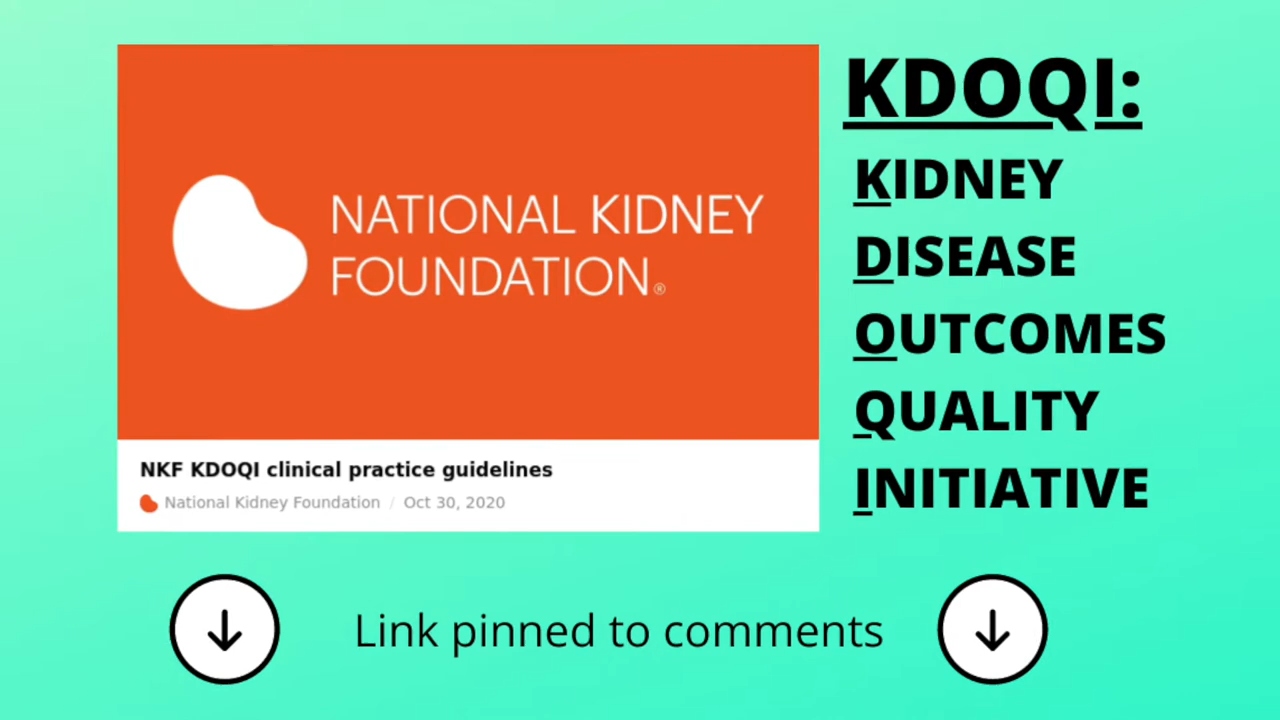 NATIONAL KIDNEY
FOUNDATION®
NKF KDOQI clinical practice guidelines
National Kidney Foundation / Oct 30, 2020
KDOQI:
KIDNEY
DISEASE
OUTCOMES
QUALITY
INITIATIVE
Link pinned to comments